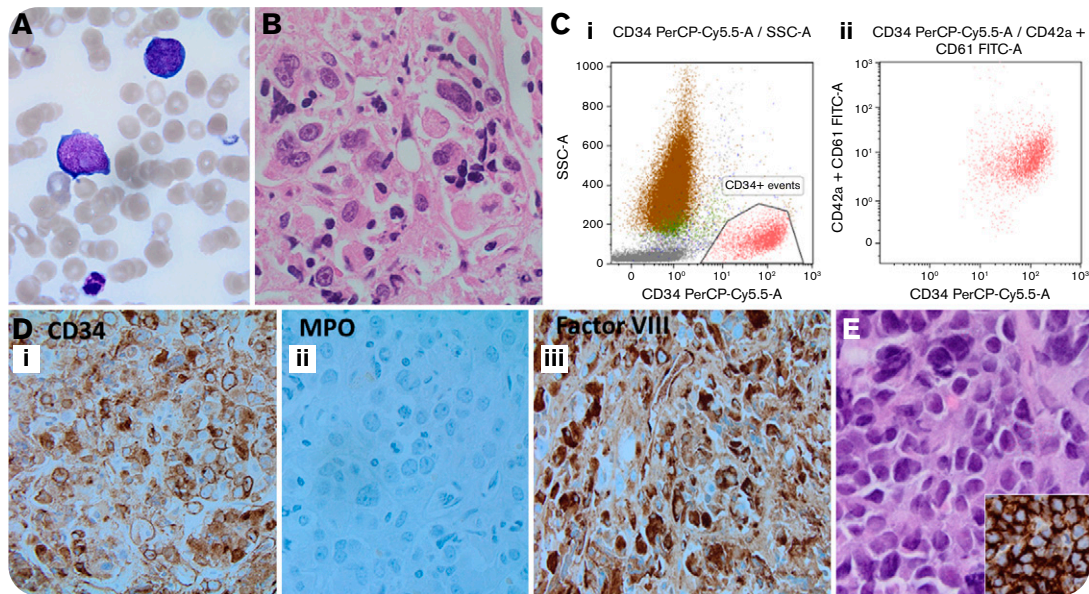 A
B
C
i
CD34 PerCP-Cy5.5-A / SSC-A
1000
800
600
400
200
0
SSC-A
CD34+ events
0
10⁰
10¹
10²
10³
CD34 PerCP-Cy5.5-A
ii
CD34 PerCP-Cy5.5-A / CD42a +
CD61 FITC-A
10³
10²
10¹
10⁰
0
CD42a + CD61 FITC-A
10⁰
10¹
10²
10³
CD34 PerCP-Cy5.5-A
D CD34
i
MPO
ii
Factor VIII
iii
E